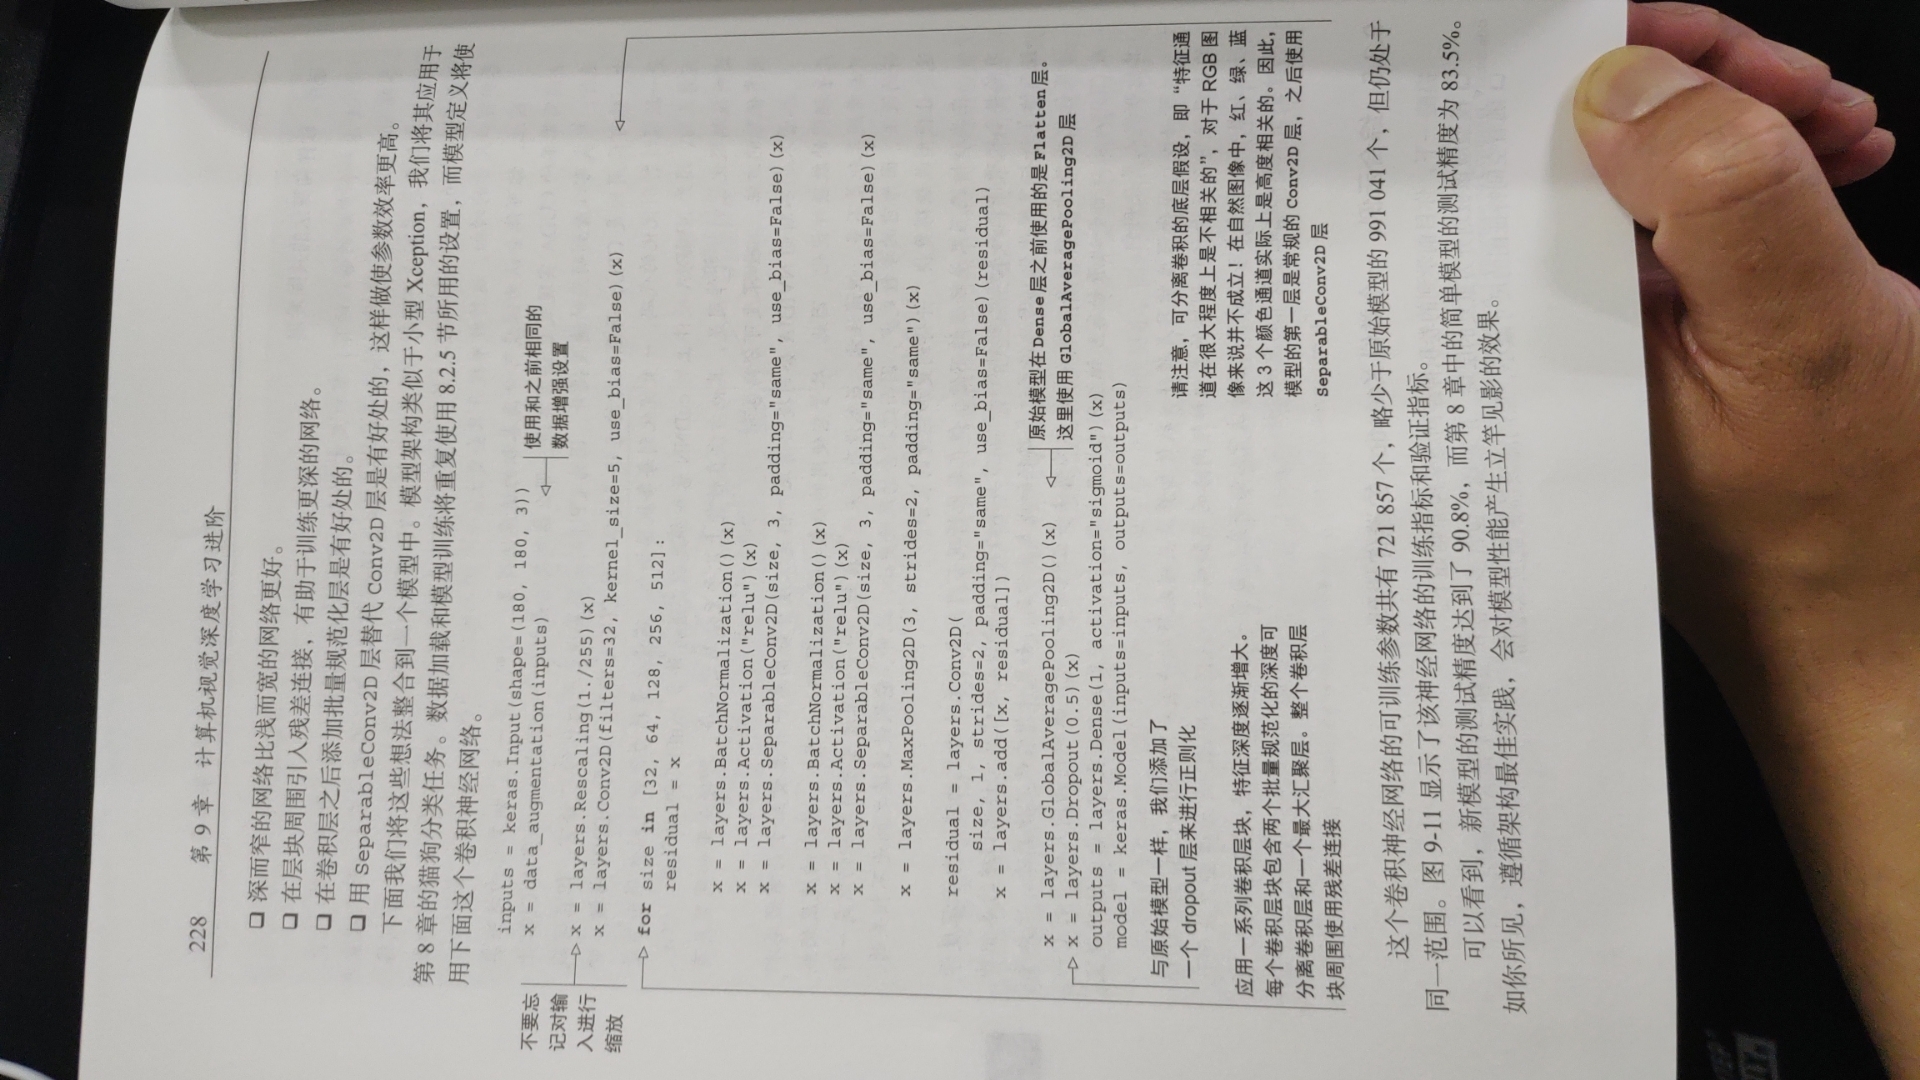 228　　第 9 章　计算机视觉深度学习进阶
❑ 深而窄的网络比浅而宽的网络更好。
❑ 在层块周围引入残差连接，有助于训练更深的网络。
❑ 在卷积层之后添加批量规范化层是有好处的。
❑ 用 SeparableConv2D 层替代 Conv2D 层是有好处的，这样做使参数效率更高。
下面我们将这些想法整合到一个模型中。模型架构类似于小型 Xception，我们将其应用于
第 8 章的猫狗分类任务。数据加载和模型训练将重复使用 8.2.5 节所用的设置，而模型定义将使
用下面这个卷积神经网络。
inputs = keras.Input(shape=(180, 180, 3))
x = data_augmentation(inputs)
使用和之前相同的
数据增强设置
不要忘
记对输
入进行
缩放
x = layers.Rescaling(1./255)(x)
x = layers.Conv2D(filters=32, kernel_size=5, use_bias=False)(x)
for size in [32, 64, 128, 256, 512]:
    residual = x
    x = layers.BatchNormalization()(x)
    x = layers.Activation("relu")(x)
    x = layers.SeparableConv2D(size, 3, padding="same", use_bias=False)(x)
    x = layers.BatchNormalization()(x)
    x = layers.Activation("relu")(x)
    x = layers.SeparableConv2D(size, 3, padding="same", use_bias=False)(x)
    x = layers.MaxPooling2D(3, strides=2, padding="same")(x)
    residual = layers.Conv2D(
        size, 1, strides=2, padding="same", use_bias=False)(residual)
    x = layers.add([x, residual])
x = layers.GlobalAveragePooling2D()(x)
原始模型在 Dense 层之前使用的是 Flatten 层。
这里使用 GlobalAveragePooling2D 层
x = layers.Dropout(0.5)(x)
outputs = layers.Dense(1, activation="sigmoid")(x)
model = keras.Model(inputs=inputs, outputs=outputs)
与原始模型一样，我们添加了
一个 dropout 层来进行正则化
应用一系列卷积层块，特征深度逐渐增大。
每个卷积层块包含两个批量规范化的深度可
分离卷积层和一个最大汇聚层。整个卷积层
块周围使用残差连接
请注意，可分离卷积的底层假设，即“特征通
道在很大程度上是不相关的”，对于 RGB 图
像来说并不成立！在自然图像中，红、绿、蓝
这 3 个颜色通道实际上是高度相关的。因此，
模型的第一层是常规的 Conv2D 层，之后使用
SeparableConv2D 层
这个卷积神经网络的可训练参数共有 721 857 个，略少于原始模型的 991 041 个，但仍处于
同一范围。图 9-11 显示了该神经网络的训练指标和验证指标。
可以看到，新模型的测试精度达到了 90.8%，而第 8 章中的简单模型的测试精度为 83.5%。
如你所见，遵循架构最佳实践，会对模型性能产生立竿见影的效果。